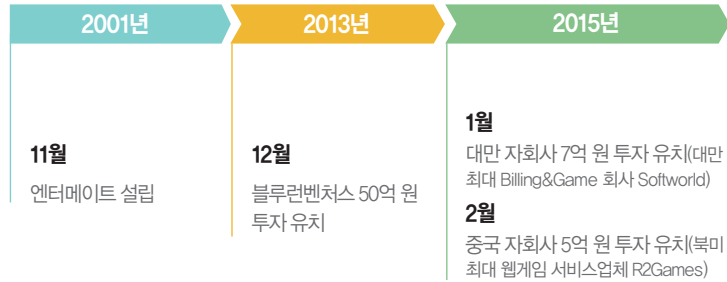 2001년
11월
엔터메이트 설립
2013년
12월
블루런벤처스 50억 원
투자 유치
2015년
1월
대만 자회사 7억 원 투자 유치(대만
최대 Billing&Game 회사 Softworld)
2월
중국 자회사 5억 원 투자 유치(북미
최대 웹게임 서비스업체 R2Games)